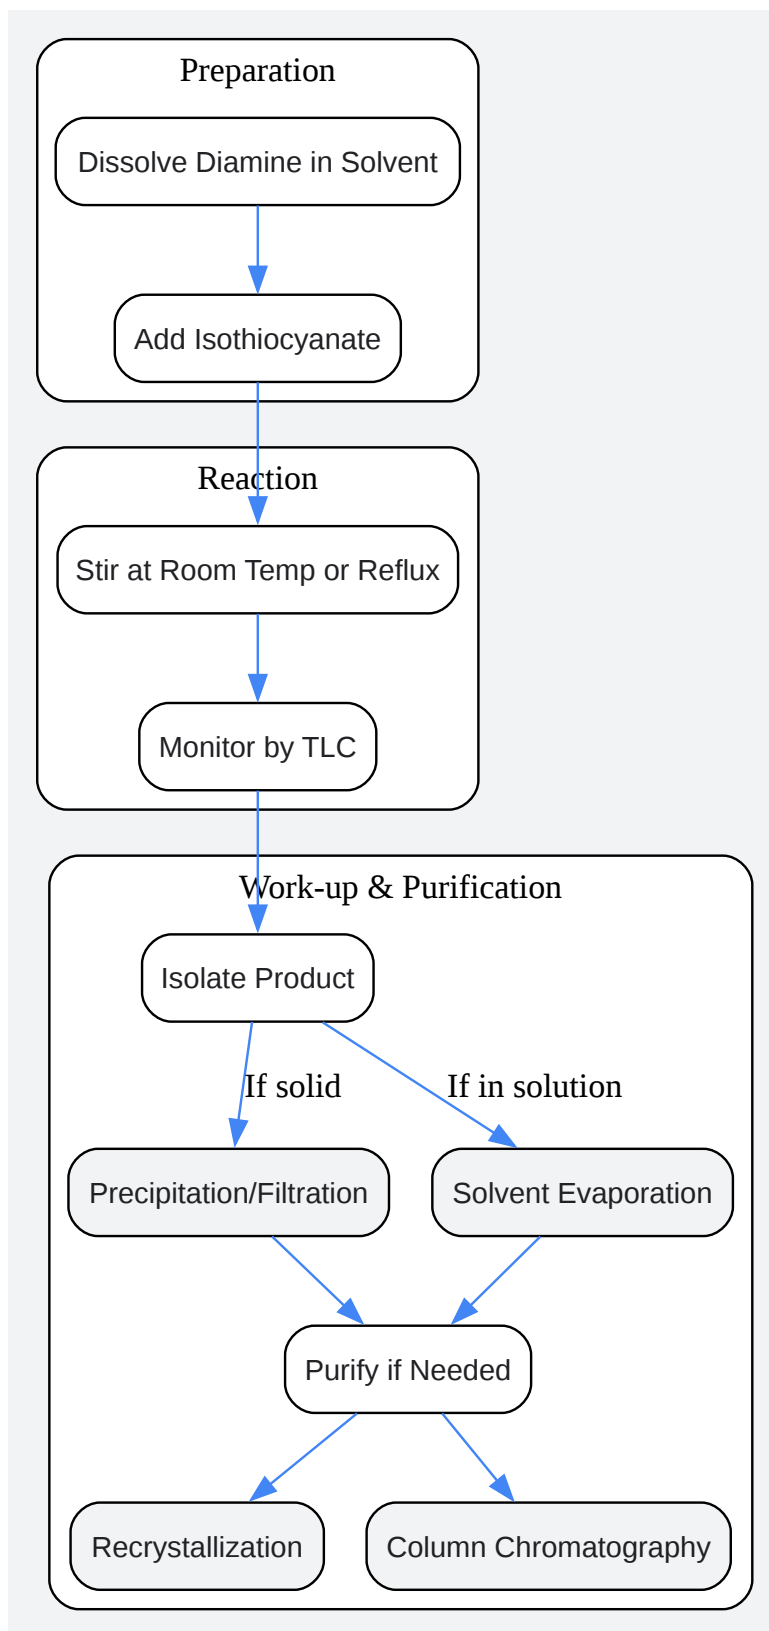 Preparation
Dissolve Diamine in Solvent
Add Isothiocyanate
Reaction
Stir at Room Temp or Reflux
Monitor by TLC
Work-up & Purification
Isolate Product
If solid
If in solution
Precipitation/Filtration
Solvent Evaporation
Purify if Needed
Recrystallization
Column Chromatography